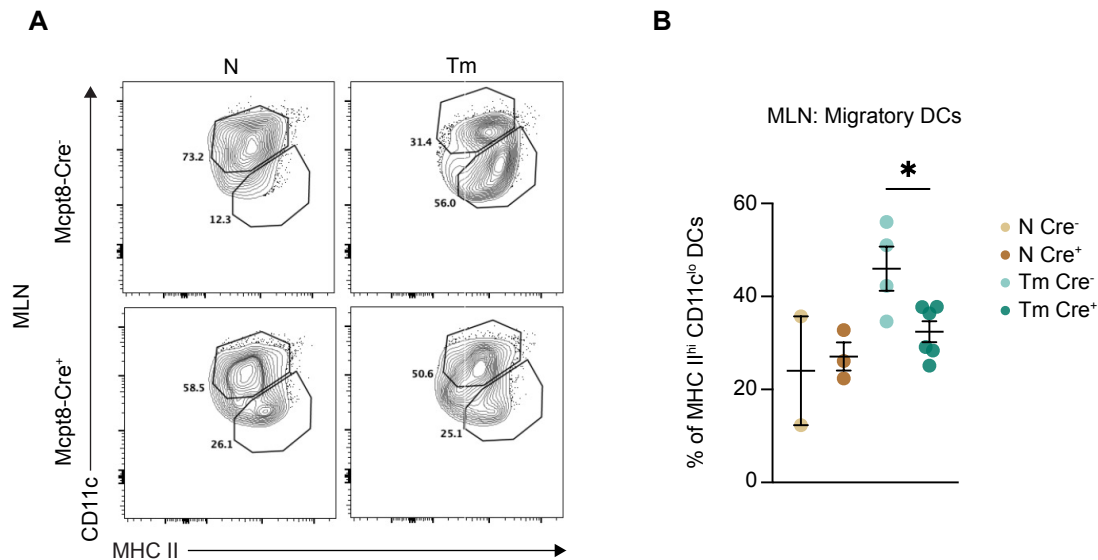 A
B
N
Tm
MLN
Mcpt8-Cre⁻
Mcpt8-Cre⁺
73.2
12.3
31.4
56.0
58.5
26.1
50.6
25.1
CD11c
MHC II
MLN: Migratory DCs
*
% of MHC IIʰⁱ CD11cˡᵒ DCs
60
40
20
0
N Cre⁻
N Cre⁺
Tm Cre⁻
Tm Cre⁺